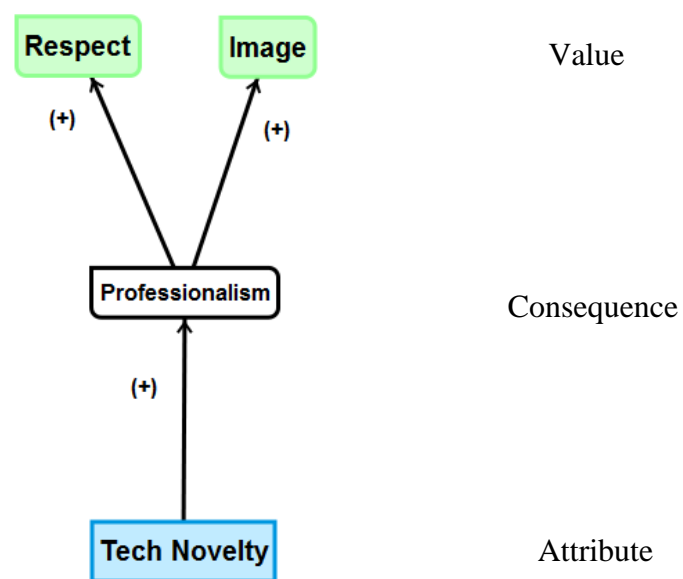 Respect
Image
Value
(+)
(+)
Professionalism
Consequence
(+)
Tech Novelty
Attribute